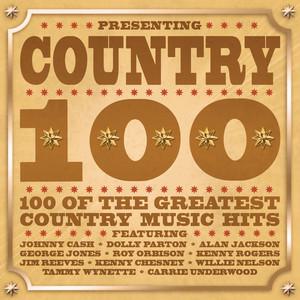 PRESENTING
COUNTRY
100
100 OF THE GREATEST
COUNTRY MUSIC HITS
FEATURING
JOHNNY CASH • DOLLY PARTON • ALAN JACKSON
GEORGE JONES • ROY ORBISON • KENNY ROGERS
JIM REEVES • KENNY CHESNEY • WILLIE NELSON
TAMMY WYNETTE • CARRIE UNDERWOOD